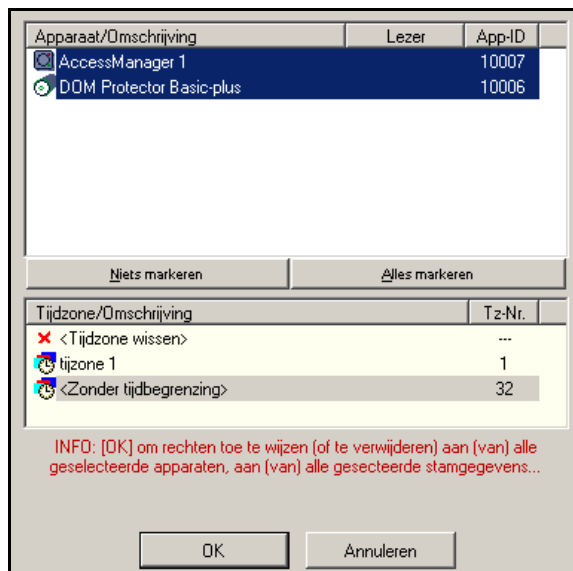 Apparaat/Omschrijving Lezer App-ID
AccessManager 1 10007
DOM Protector Basic-plus 10006
Niets markeren Alles markeren
Tijdzone/Omschrijving Tz-Nr.
<Tijdzone wissen> ---
tijzone 1 1
<Zonder tijdbegrenzing> 32
INFO: [OK] om rechten toe te wijzen (of te verwijderen) aan (van) alle
geselecteerde apparaten, aan (van) alle gesecteerde stamgegevens...
OK Annuleren